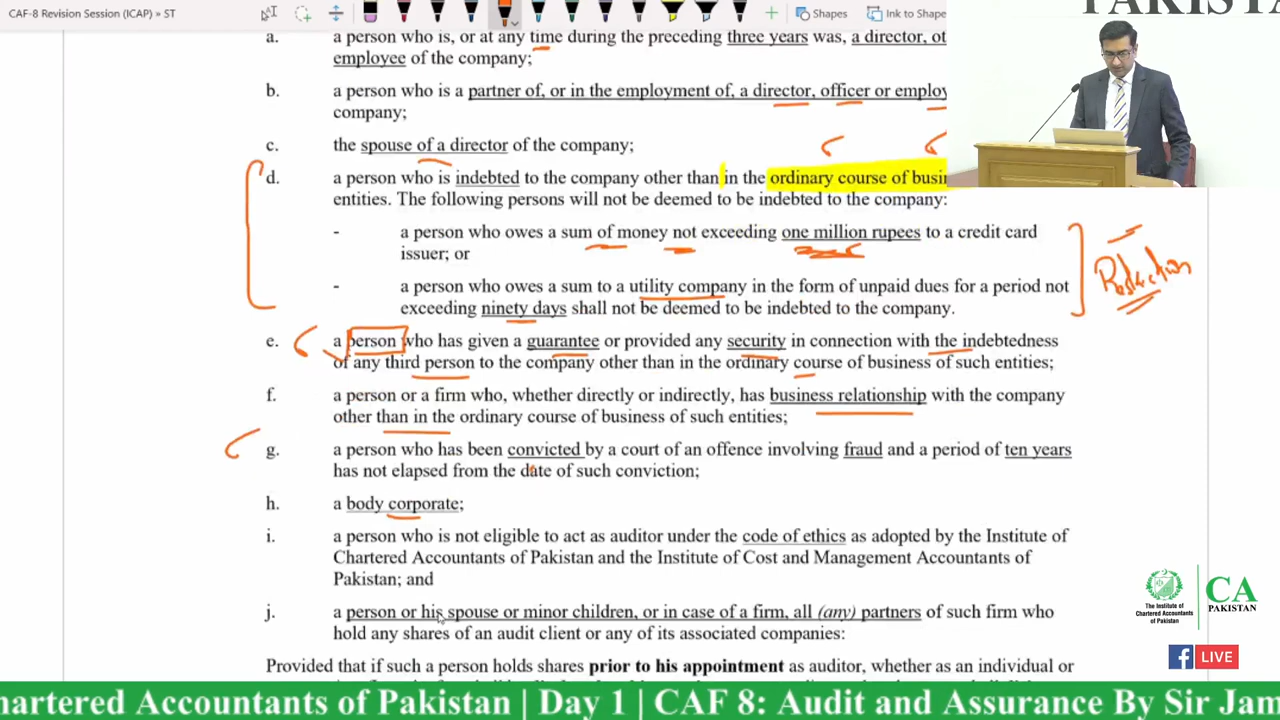 CAF-8 Revision Session (ICAP) » ST
Shapes
Ink to Shape
PAKISTAN
a. a person who is, or at any time during the preceding three years was, a director, ot
employee of the company;
b. a person who is a partner of, or in the employment of, a director, officer or employ
company;
c. the spouse of a director of the company;
d. a person who is indebted to the company other than in the ordinary course of busin
entities. The following persons will not be deemed to be indebted to the company:
- a person who owes a sum of money not exceeding one million rupees to a credit card
issuer; or
- a person who owes a sum to a utility company in the form of unpaid dues for a period not
exceeding ninety days shall not be deemed to be indebted to the company.
e. a person who has given a guarantee or provided any security in connection with the indebtedness
of any third person to the company other than in the ordinary course of business of such entities;
f. a person or a firm who, whether directly or indirectly, has business relationship with the company
other than in the ordinary course of business of such entities;
g. a person who has been convicted by a court of an offence involving fraud and a period of ten years
has not elapsed from the date of such conviction;
h. a body corporate;
i. a person who is not eligible to act as auditor under the code of ethics as adopted by the Institute of
Chartered Accountants of Pakistan and the Institute of Cost and Management Accountants of
Pakistan; and
j. a person or his spouse or minor children, or in case of a firm, all (any) partners of such firm who
hold any shares of an audit client or any of its associated companies:
Provided that if such a person holds shares prior to his appointment as auditor, whether as an individual or
The Institute of
Chartered Accountants
of Pakistan
CA
PAKISTAN
LIVE
hartered Accountants of Pakistan | Day 1 | CAF 8: Audit and Assurance By Sir Jam